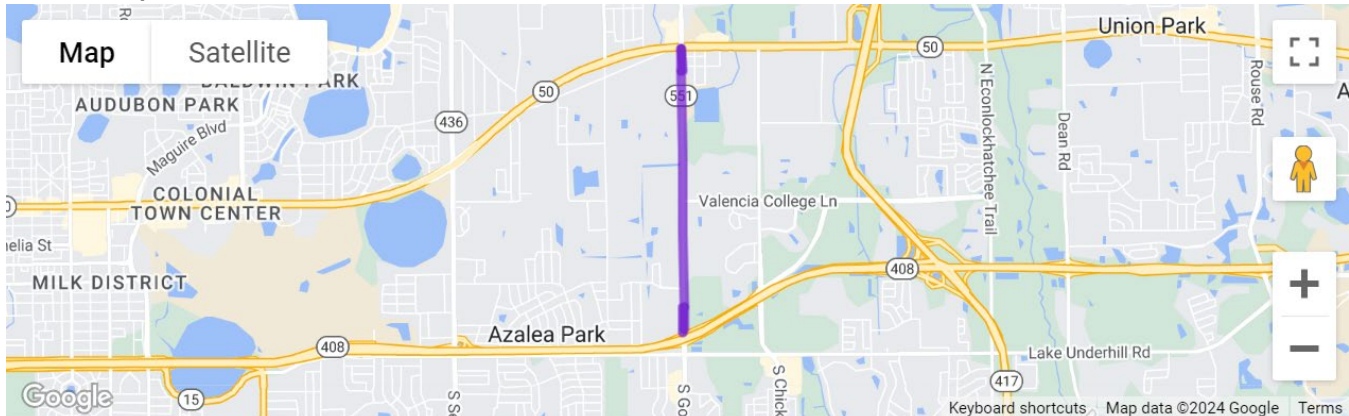 Map
Satellite
BALDWIN PARK
AUDUBON PARK
Maguire Blvd
COLONIAL
TOWN CENTER
MILK DISTRICT
50
436
551
50
Union Park
N Econlockhatchee Trail
Dean Rd
Rouse Rd
Valencia College Ln
408
Azalea Park
408
15
S Go
S Chick
Lake Underhill Rd
417
Google
Keyboard shortcuts
Map data ©2024 Google
Terms